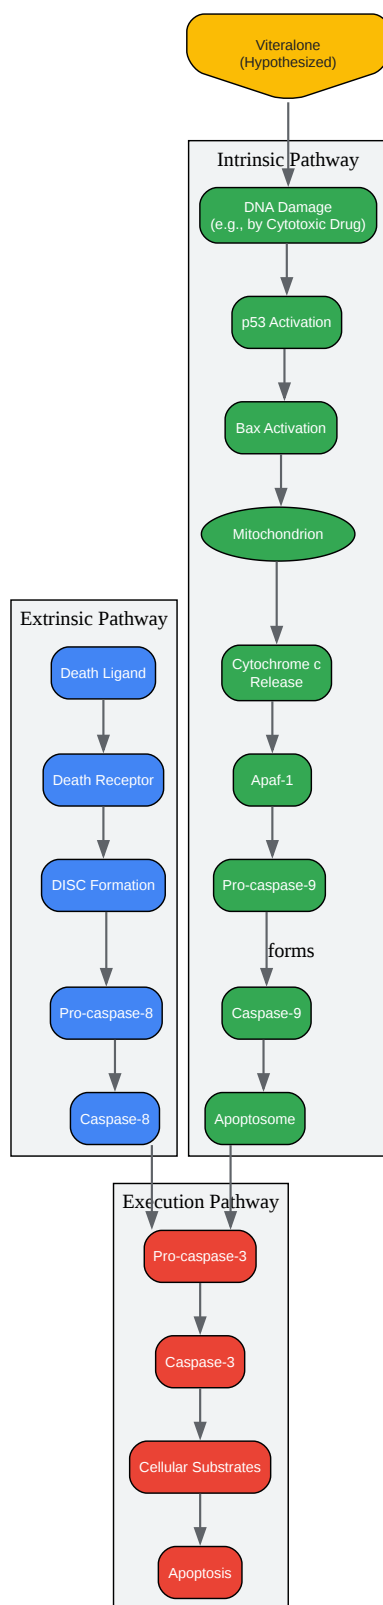 Viteralone
(Hypothesized)
Intrinsic Pathway
DNA Damage
(e.g., by Cytotoxic Drug)
p53 Activation
Bax Activation
Mitochondrion
Cytochrome c
Release
Apaf-1
Pro-caspase-9
forms
Caspase-9
Apoptosome
Extrinsic Pathway
Death Ligand
Death Receptor
DISC Formation
Pro-caspase-8
Caspase-8
Execution Pathway
Pro-caspase-3
Caspase-3
Cellular Substrates
Apoptosis